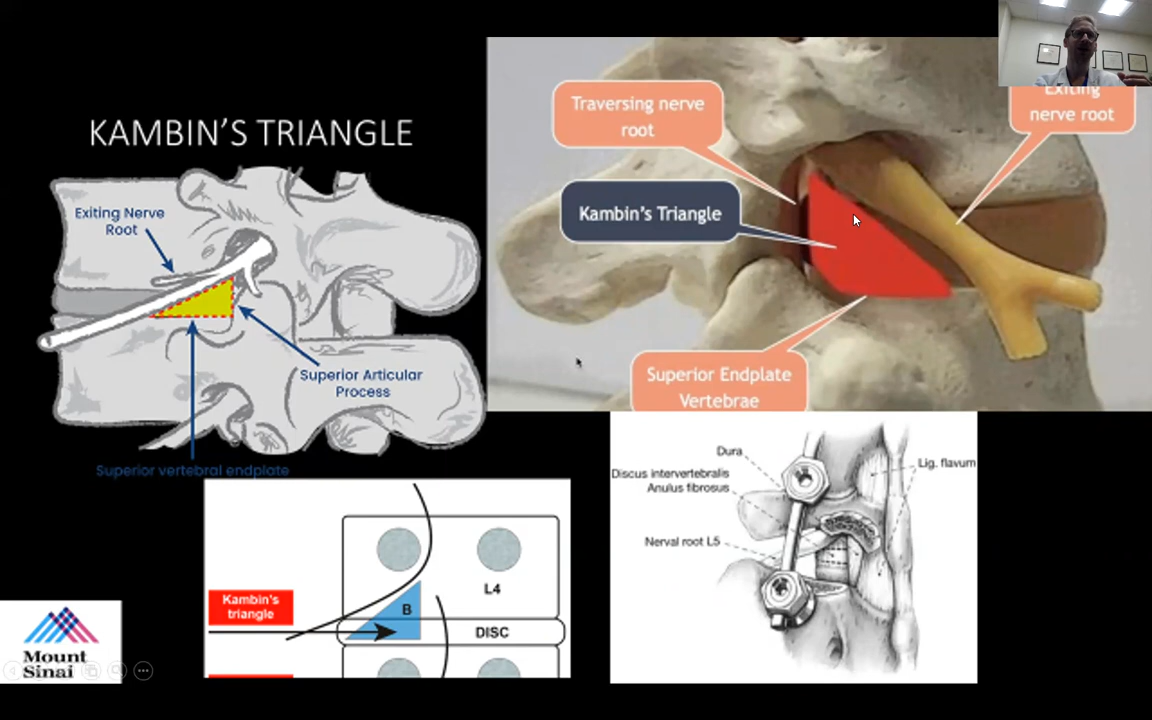 KAMBIN'S TRIANGLE
Exiting Nerve
Root
Superior Articular
Process
Superior vertebral endplate
Traversing nerve
root
Kambin's Triangle
Exiting
nerve root
Superior Endplate
Vertebrae
Kambin's
triangle
B
L4
DISC
Dura
Discus intervertebralis
Anulus fibrosus
Nerval root L5
Lig. flavum
Mount
Sinai